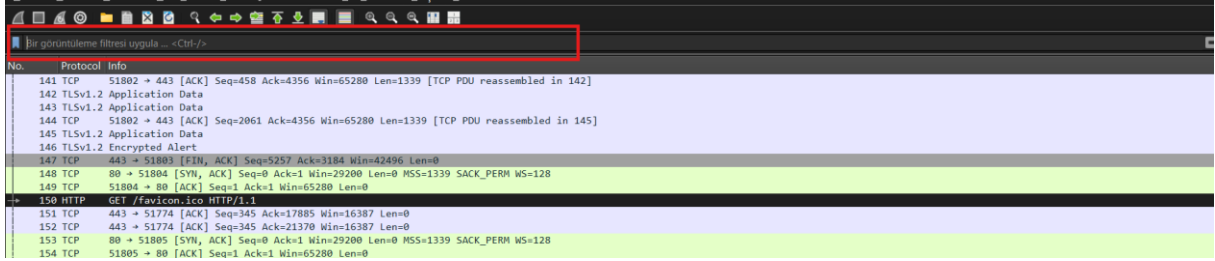 Bir görüntüleme filtresi uygula ... <Ctrl-/>
No. Protocol Info
141 TCP 51802 → 443 [ACK] Seq=458 Ack=4356 Win=65280 Len=1339 [TCP PDU reassembled in 142]
142 TLSv1.2 Application Data
143 TLSv1.2 Application Data
144 TCP 51802 → 443 [ACK] Seq=2061 Ack=4356 Win=65280 Len=1339 [TCP PDU reassembled in 145]
145 TLSv1.2 Application Data
146 TLSv1.2 Encrypted Alert
147 TCP 443 → 51803 [FIN, ACK] Seq=5257 Ack=3184 Win=42496 Len=0
148 TCP 80 → 51804 [SYN, ACK] Seq=0 Ack=1 Win=29200 Len=0 MSS=1339 SACK_PERM WS=128
149 TCP 51804 → 80 [ACK] Seq=1 Ack=1 Win=65280 Len=0
150 HTTP GET /favicon.ico HTTP/1.1
151 TCP 443 → 51774 [ACK] Seq=345 Ack=17885 Win=16387 Len=0
152 TCP 443 → 51774 [ACK] Seq=345 Ack=21370 Win=16387 Len=0
153 TCP 80 → 51805 [SYN, ACK] Seq=0 Ack=1 Win=29200 Len=0 MSS=1339 SACK_PERM WS=128
154 TCP 51805 → 80 [ACK] Seq=1 Ack=1 Win=65280 Len=0